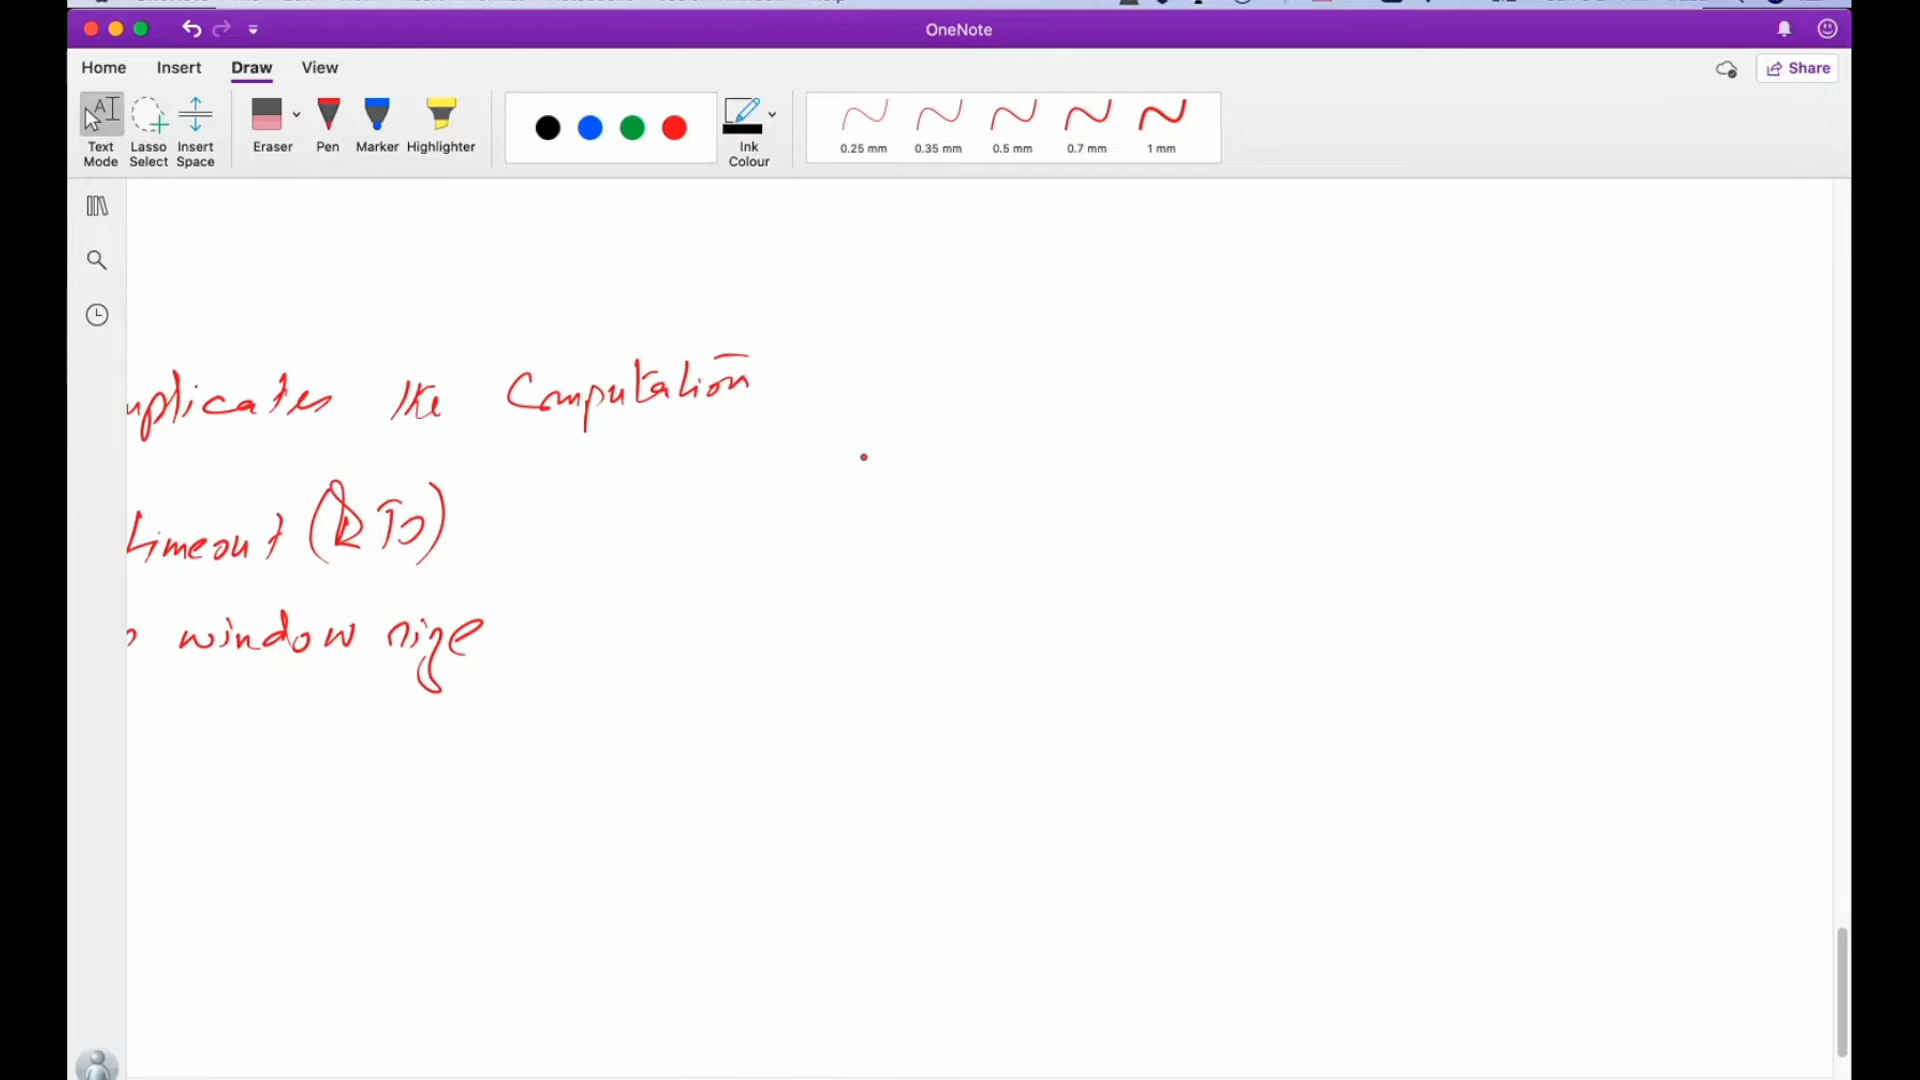 OneNote
Home Insert Draw View Share
Text Mode Lasso Select Insert Space Eraser Pen Marker Highlighter Ink Colour 0.25 mm 0.35 mm 0.5 mm 0.7 mm 1 mm
mplicates the Computation
timeout (RTO)
window size